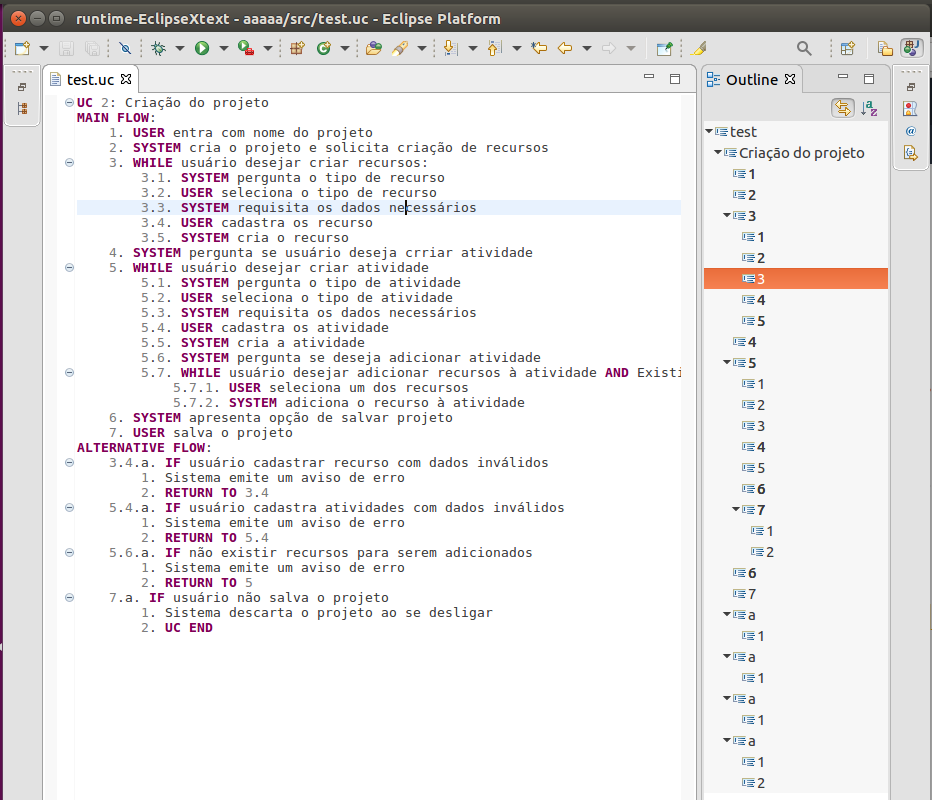 runtime-EclipseXtext - aaaaa/src/test.uc - Eclipse Platform
test.uc
UC 2: Criação do projeto
MAIN FLOW:
1. USER entra com nome do projeto
2. SYSTEM cria o projeto e solicita criação de recursos
3. WHILE usuário desejar criar recursos:
3.1. SYSTEM pergunta o tipo de recurso
3.2. USER seleciona o tipo de recurso
3.3. SYSTEM requisita os dados necessários
3.4. USER cadastra os recurso
3.5. SYSTEM cria o recurso
4. SYSTEM pergunta se usuário deseja crriar atividade
5. WHILE usuário desejar criar atividade
5.1. SYSTEM pergunta o tipo de atividade
5.2. USER seleciona o tipo de atividade
5.3. SYSTEM requisita os dados necessários
5.4. USER cadastra os atividade
5.5. SYSTEM cria a atividade
5.6. SYSTEM pergunta se deseja adicionar atividade
5.7. WHILE usuário desejar adicionar recursos à atividade AND Existi
5.7.1. USER seleciona um dos recursos
5.7.2. SYSTEM adiciona o recurso à atividade
6. SYSTEM apresenta opção de salvar projeto
7. USER salva o projeto
ALTERNATIVE FLOW:
3.4.a. IF usuário cadastrar recurso com dados inválidos
1. Sistema emite um aviso de erro
2. RETURN TO 3.4
5.4.a. IF usuário cadastra atividades com dados inválidos
1. Sistema emite um aviso de erro
2. RETURN TO 5.4
5.6.a. IF não existir recursos para serem adicionados
1. Sistema emite um aviso de erro
2. RETURN TO 5
7.a. IF usuário não salva o projeto
1. Sistema descarta o projeto ao se desligar
2. UC END
Outline
test
Criação do projeto
1
2
3
1
2
3
4
5
4
5
1
2
3
4
5
6
7
1
2
6
7
a
1
a
1
a
1
a
1
2